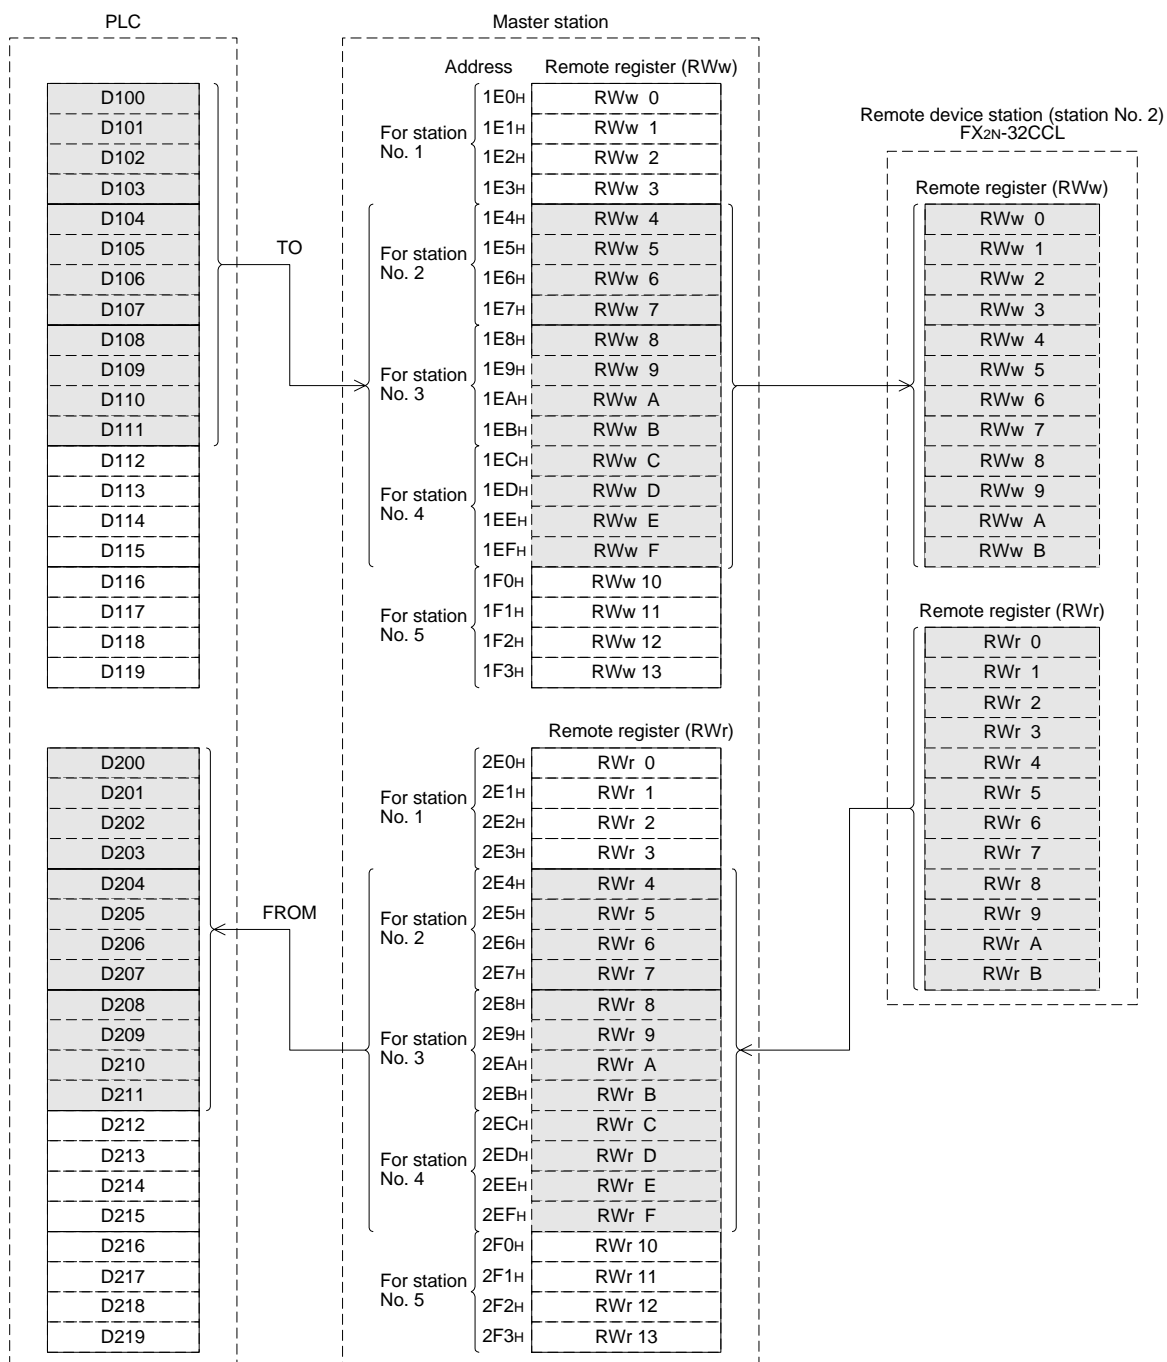 PLC
Master station
Address Remote register (RWw)
Remote device station (station No. 2)
FX2N-32CCL
D100
D101
D102
D103
D104
D105
D106
D107
D108
D109
D110
D111
D112
D113
D114
D115
D116
D117
D118
D119
TO
For station
No. 1
1E0H RWw 0
1E1H RWw 1
1E2H RWw 2
1E3H RWw 3
For station
No. 2
1E4H RWw 4
1E5H RWw 5
1E6H RWw 6
1E7H RWw 7
For station
No. 3
1E8H RWw 8
1E9H RWw 9
1EAH RWw A
1EBH RWw B
For station
No. 4
1ECH RWw C
1EDH RWw D
1EEH RWw E
1EFH RWw F
For station
No. 5
1F0H RWw 10
1F1H RWw 11
1F2H RWw 12
1F3H RWw 13
Remote register (RWw)
RWw 0
RWw 1
RWw 2
RWw 3
RWw 4
RWw 5
RWw 6
RWw 7
RWw 8
RWw 9
RWw A
RWw B
Remote register (RWr)
RWr 0
RWr 1
RWr 2
RWr 3
RWr 4
RWr 5
RWr 6
RWr 7
RWr 8
RWr 9
RWr A
RWr B
D200
D201
D202
D203
D204
D205
D206
D207
D208
D209
D210
D211
D212
D213
D214
D215
D216
D217
D218
D219
FROM
Remote register (RWr)
For station
No. 1
2E0H RWr 0
2E1H RWr 1
2E2H RWr 2
2E3H RWr 3
For station
No. 2
2E4H RWr 4
2E5H RWr 5
2E6H RWr 6
2E7H RWr 7
For station
No. 3
2E8H RWr 8
2E9H RWr 9
2EAH RWr A
2EBH RWr B
For station
No. 4
2ECH RWr C
2EDH RWr D
2EEH RWr E
2EFH RWr F
For station
No. 5
2F0H RWr 10
2F1H RWr 11
2F2H RWr 12
2F3H RWr 13